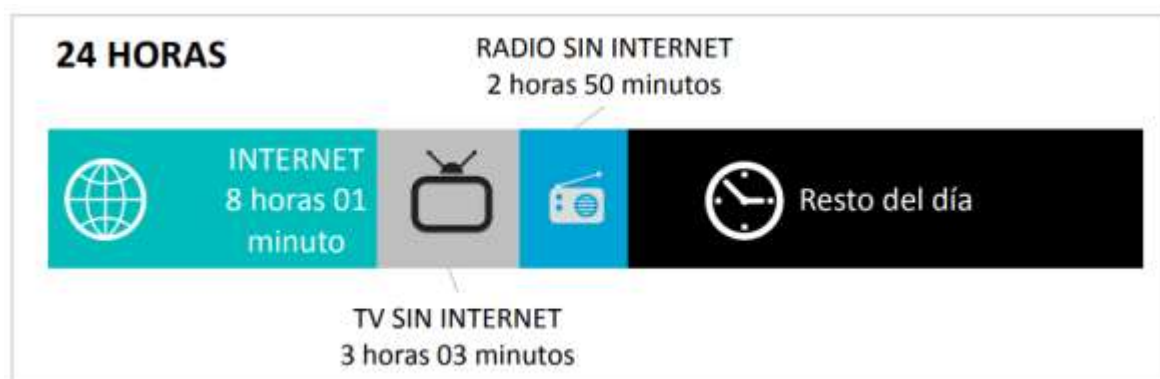 24 HORAS
RADIO SIN INTERNET
2 horas 50 minutos
INTERNET
8 horas 01
minuto
Resto del día
TV SIN INTERNET
3 horas 03 minutos